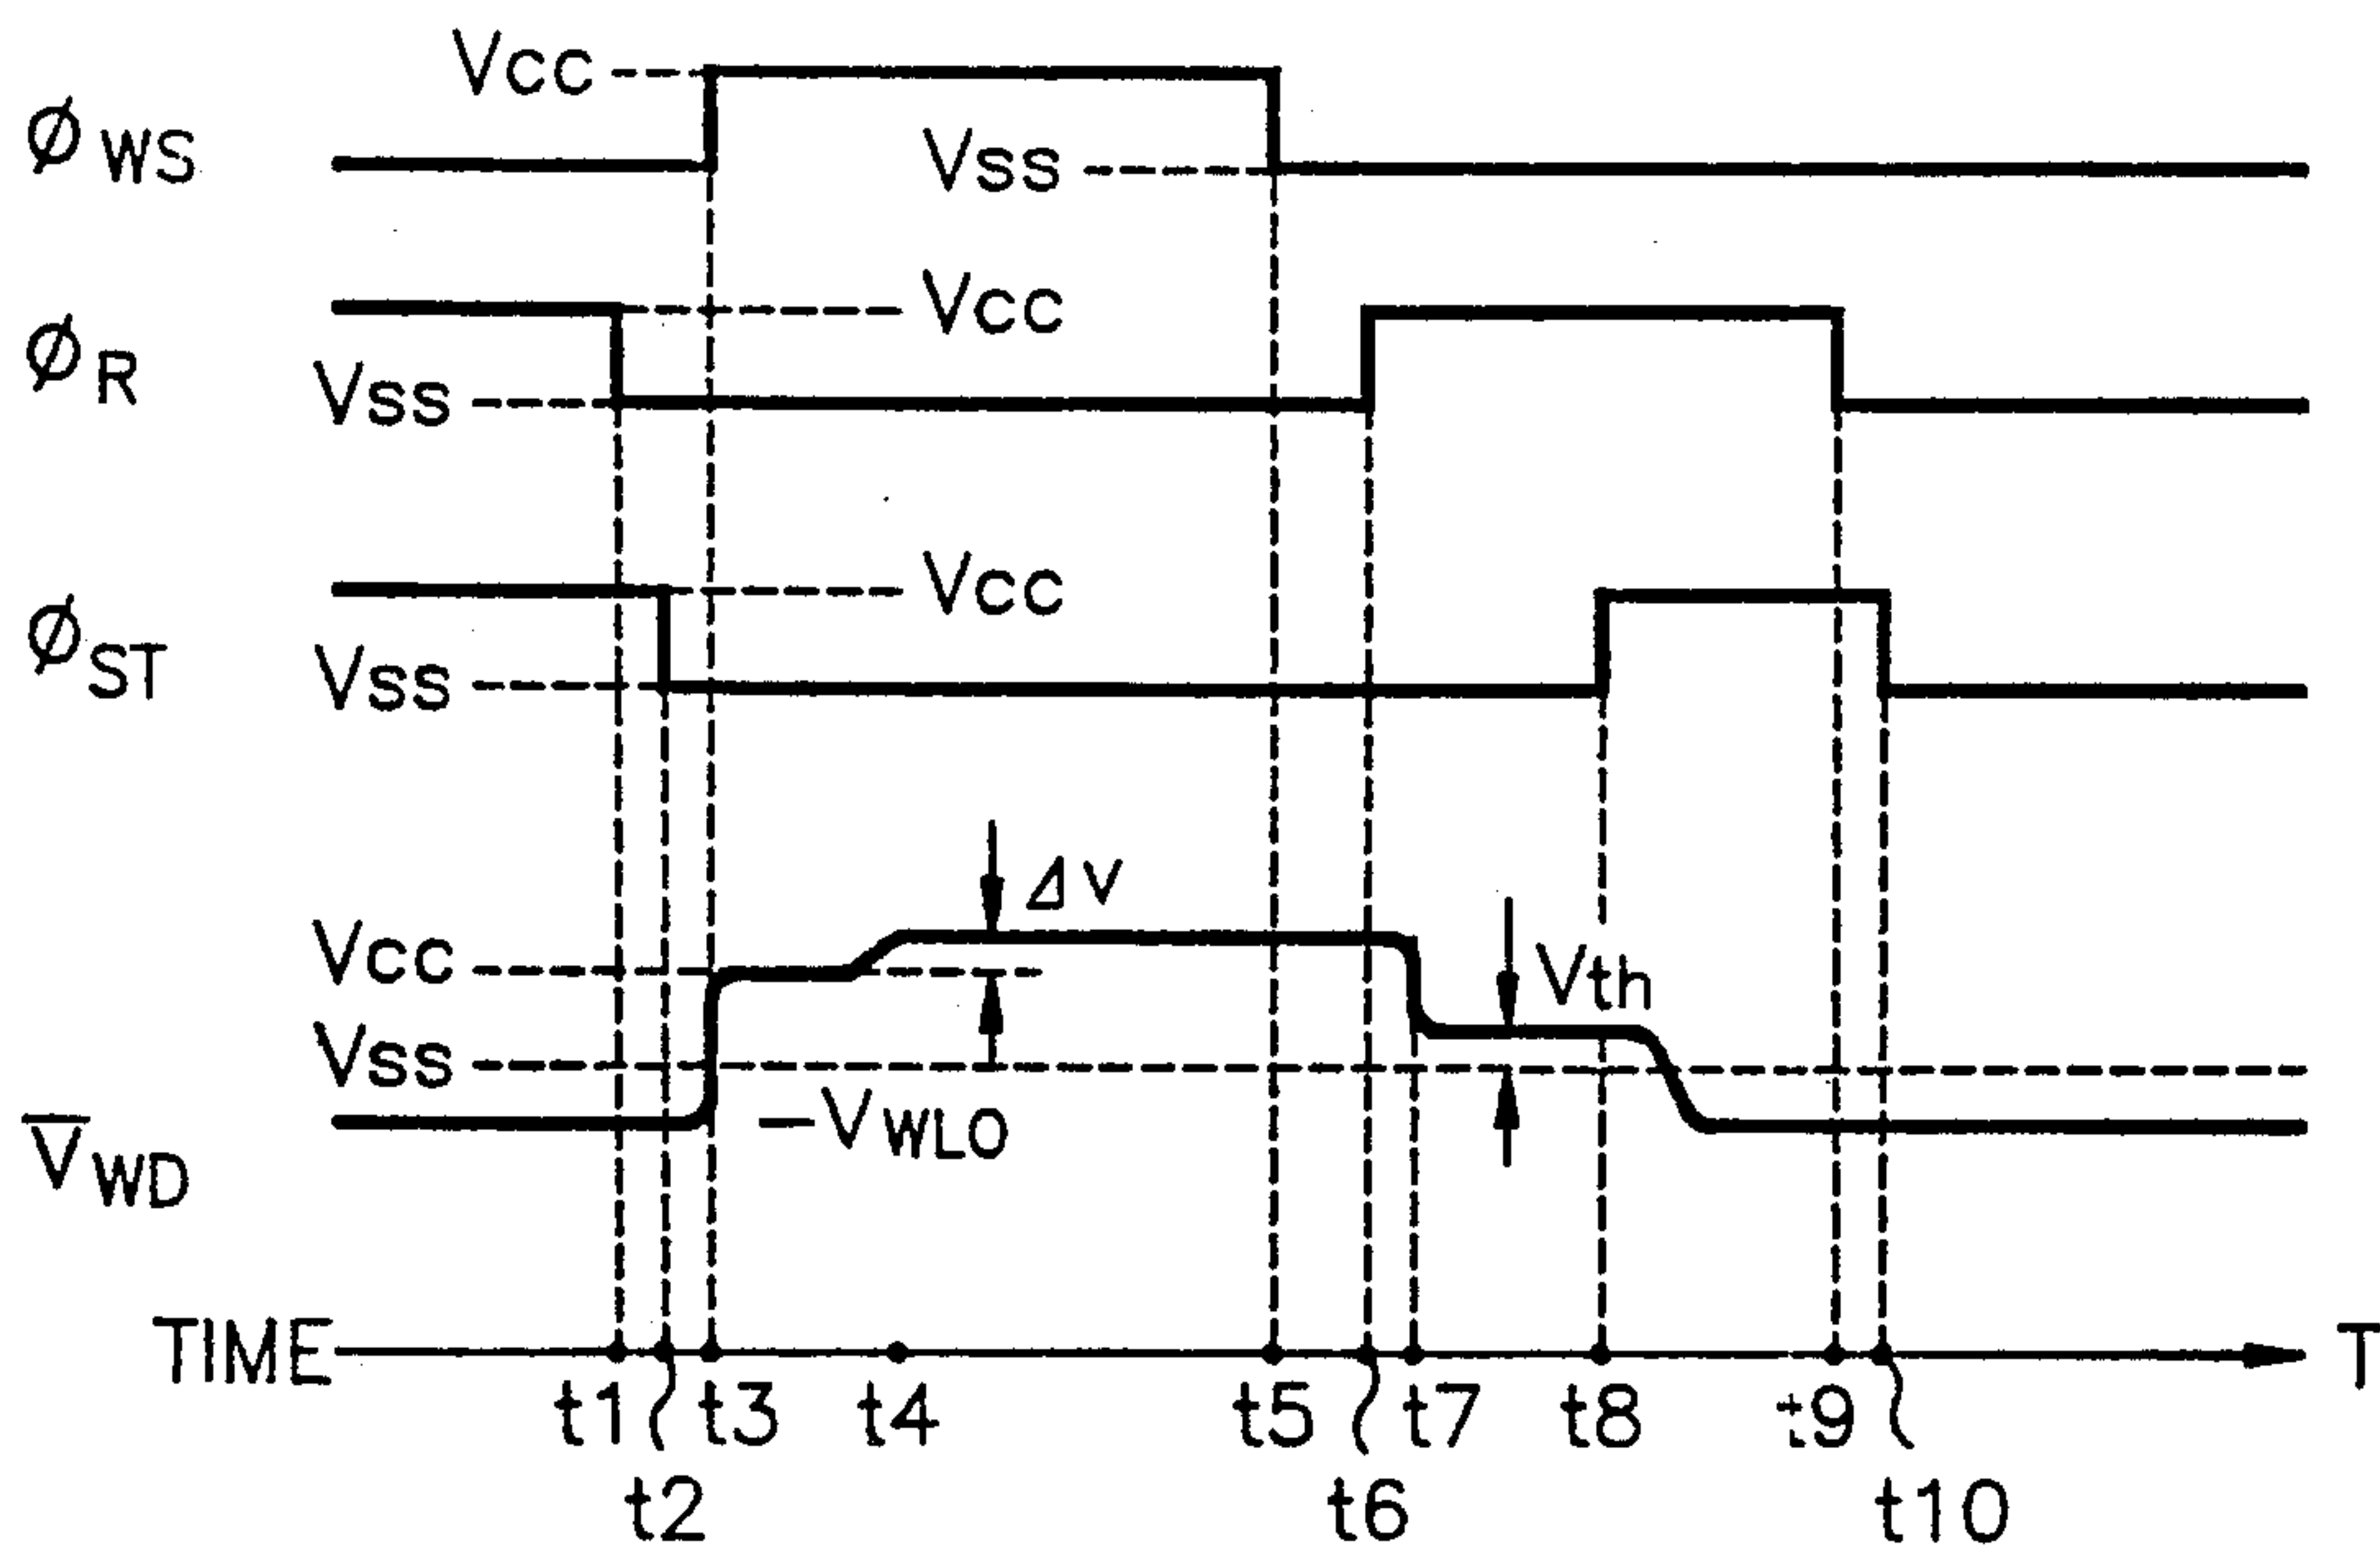 Vcc
øWS
Vss
Vcc
øR
Vss
Vcc
øST
Vss
ΔV
Vcc
Vth
Vss
−VWLO
V̅WD
TIME
T
t1 t3 t4 t5 t7 t8 t9
t2 t6 t10